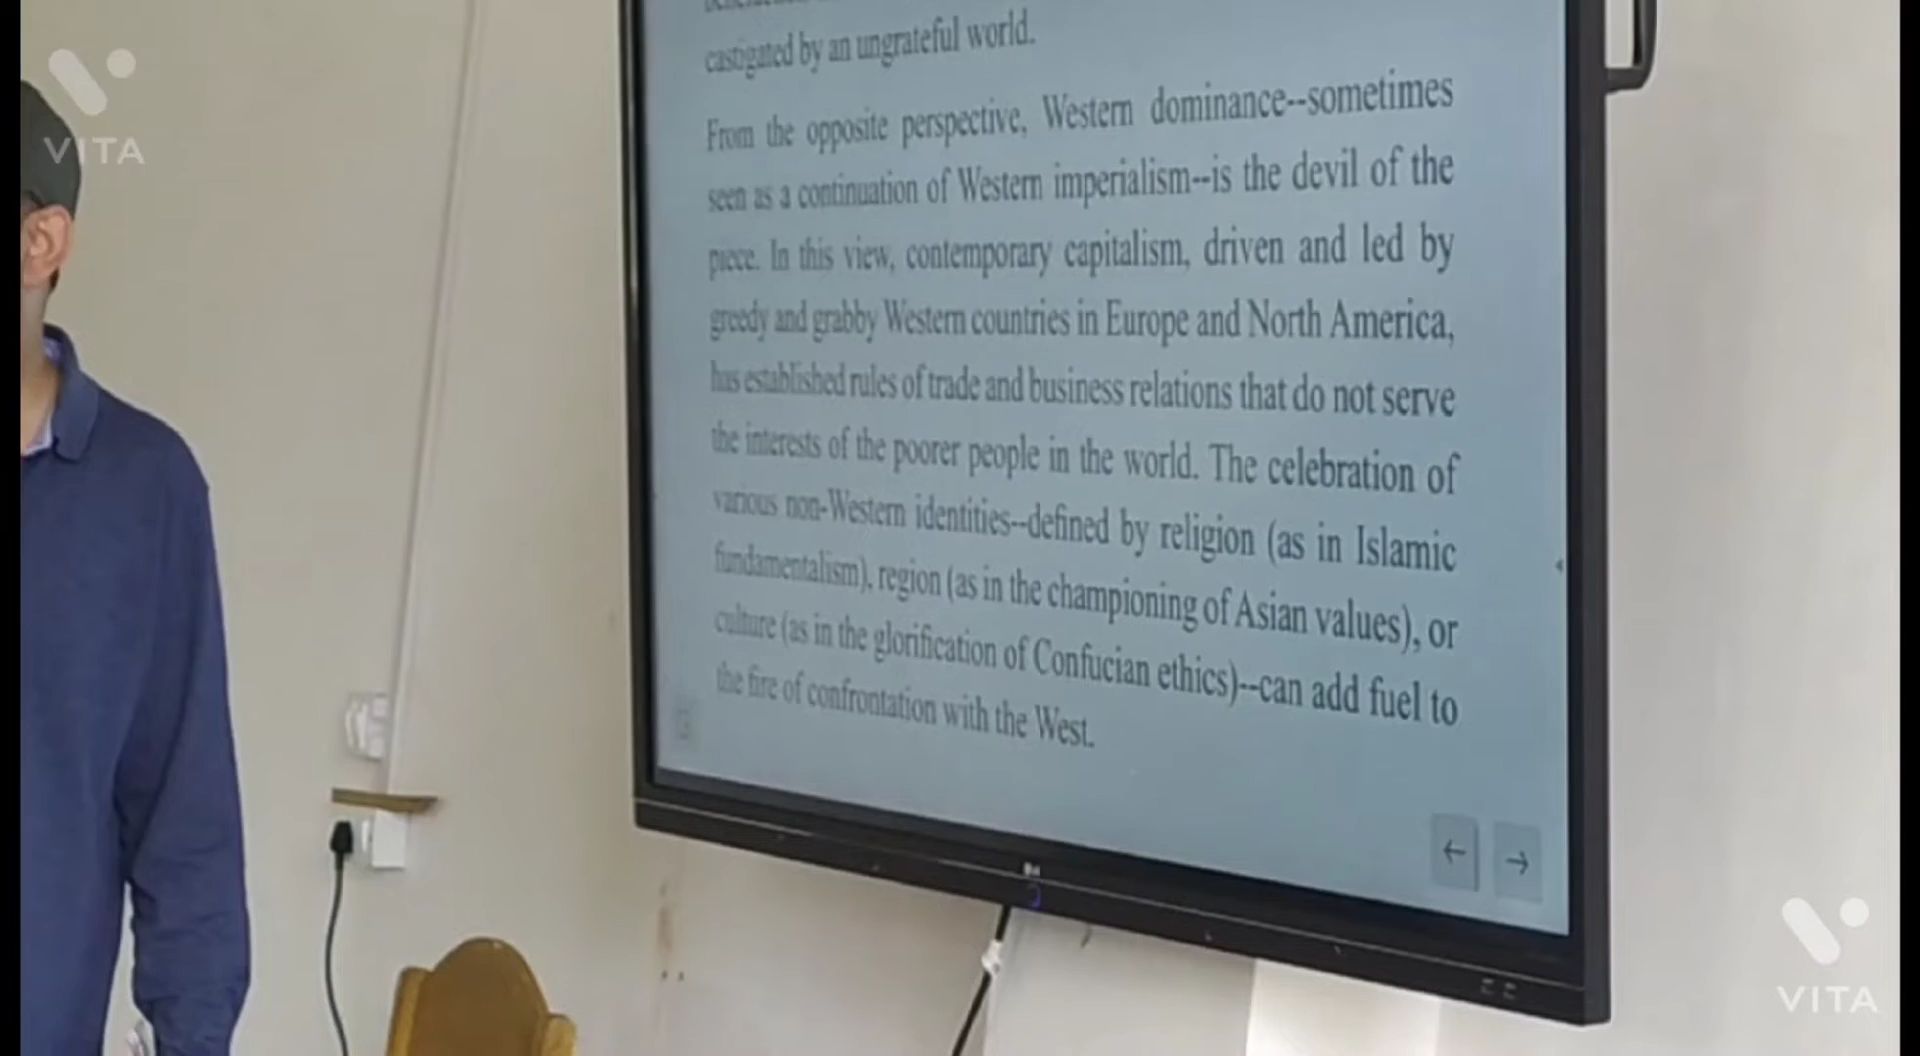 VITA
castigated by an ungrateful world.
From the opposite perspective, Western dominance--sometimes
seen as a continuation of Western imperialism--is the devil of the
piece. In this view, contemporary capitalism, driven and led by
greedy and grabby Western countries in Europe and North America,
has established rules of trade and business relations that do not serve
the interests of the poorer people in the world. The celebration of
various non-Western identities--defined by religion (as in Islamic
fundamentalism), region (as in the championing of Asian values), or
culture (as in the glorification of Confucian ethics)--can add fuel to
the fire of confrontation with the West.
VITA